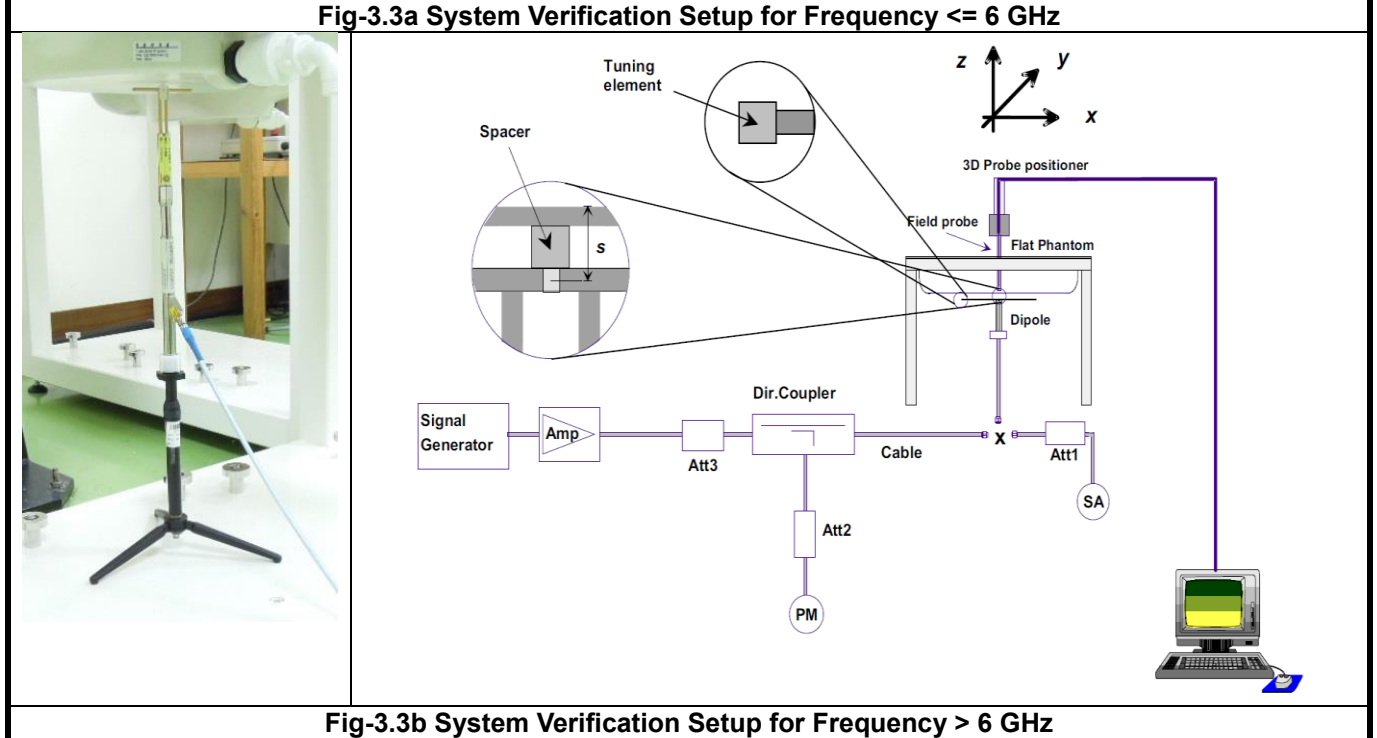 Fig-3.3a System Verification Setup for Frequency <= 6 GHz
Tuning
element
z
y
x
Spacer
s
3D Probe positioner
Field probe
Flat Phantom
Dipole
Dir.Coupler
Signal
Generator
Amp
Att3
Cable
X
Att1
SA
Att2
PM
Fig-3.3b System Verification Setup for Frequency > 6 GHz